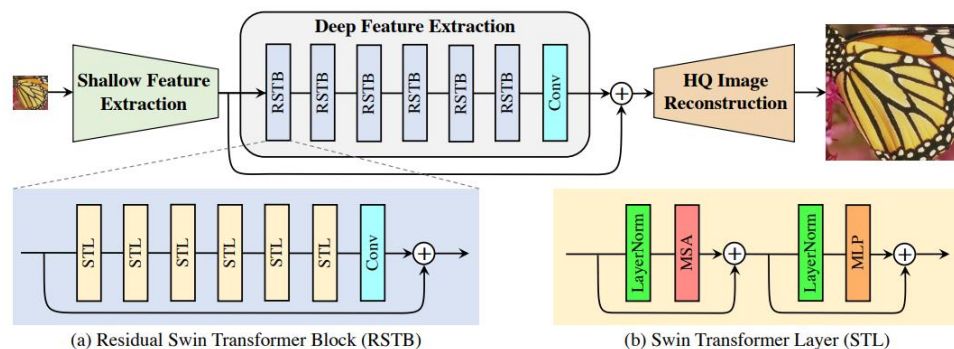 Deep Feature Extraction
Shallow Feature
Extraction
RSTB
RSTB
RSTB
RSTB
RSTB
RSTB
Conv
+
HQ Image
Reconstruction
STL
STL
STL
STL
STL
STL
Conv
+
LayerNorm
MSA
+
LayerNorm
MLP
+
(a) Residual Swin Transformer Block (RSTB)
(b) Swin Transformer Layer (STL)